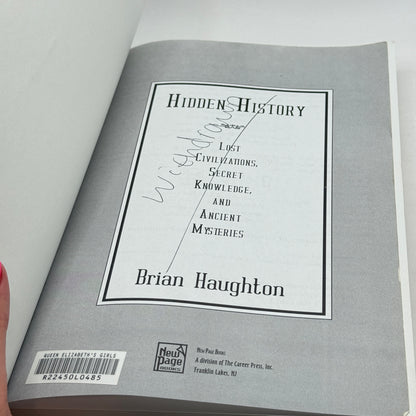 HIDDEN HISTORY
LOST
CIVILIZATIONS,
SECRET
KNOWLEDGE,
AND
ANCIENT
MYSTERIES
Withdrawn
Brian Haughton
New
Page
BOOKS
NEW PAGE BOOKS
A division of The Career Press, Inc.
Franklin Lakes, NJ
QUEEN ELIZABETH'S GIRLS
R22450L0485